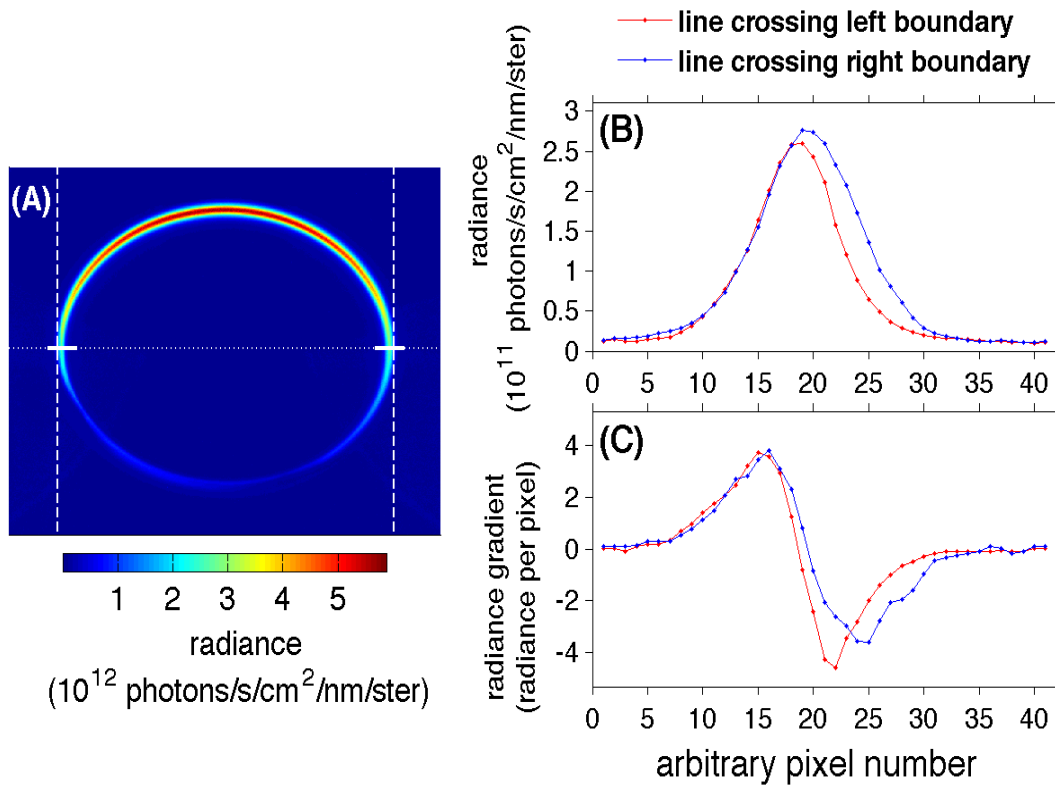 line crossing left boundary
line crossing right boundary
(A)
1 2 3 4 5
radiance
(10^12 photons/s/cm^2/nm/ster)
(B)
radiance
(10^11 photons/s/cm^2/nm/ster)
3
2.5
2
1.5
1
0.5
0
0 5 10 15 20 25 30 35 40
(C)
radiance gradient
(radiance per pixel)
4
2
0
-2
-4
0 5 10 15 20 25 30 35 40
arbitrary pixel number